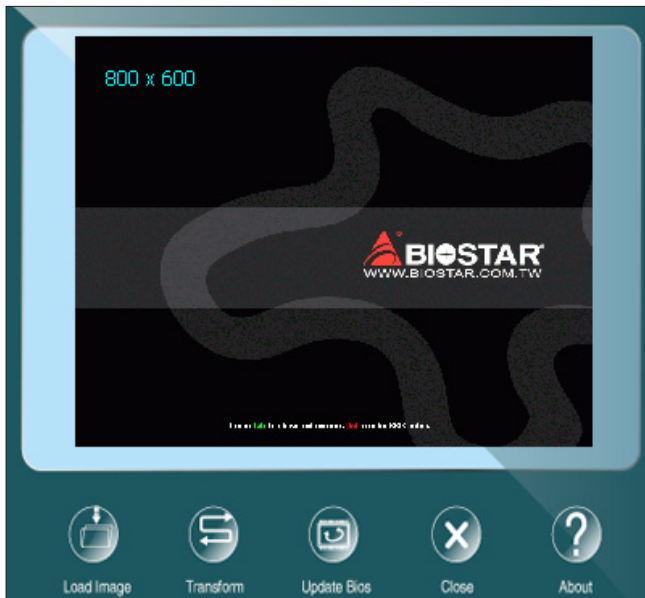 800 x 600
BIOSTAR
WWW.BIOSTAR.COM.TW
Load Image
Transform
Update Bios
Close
About